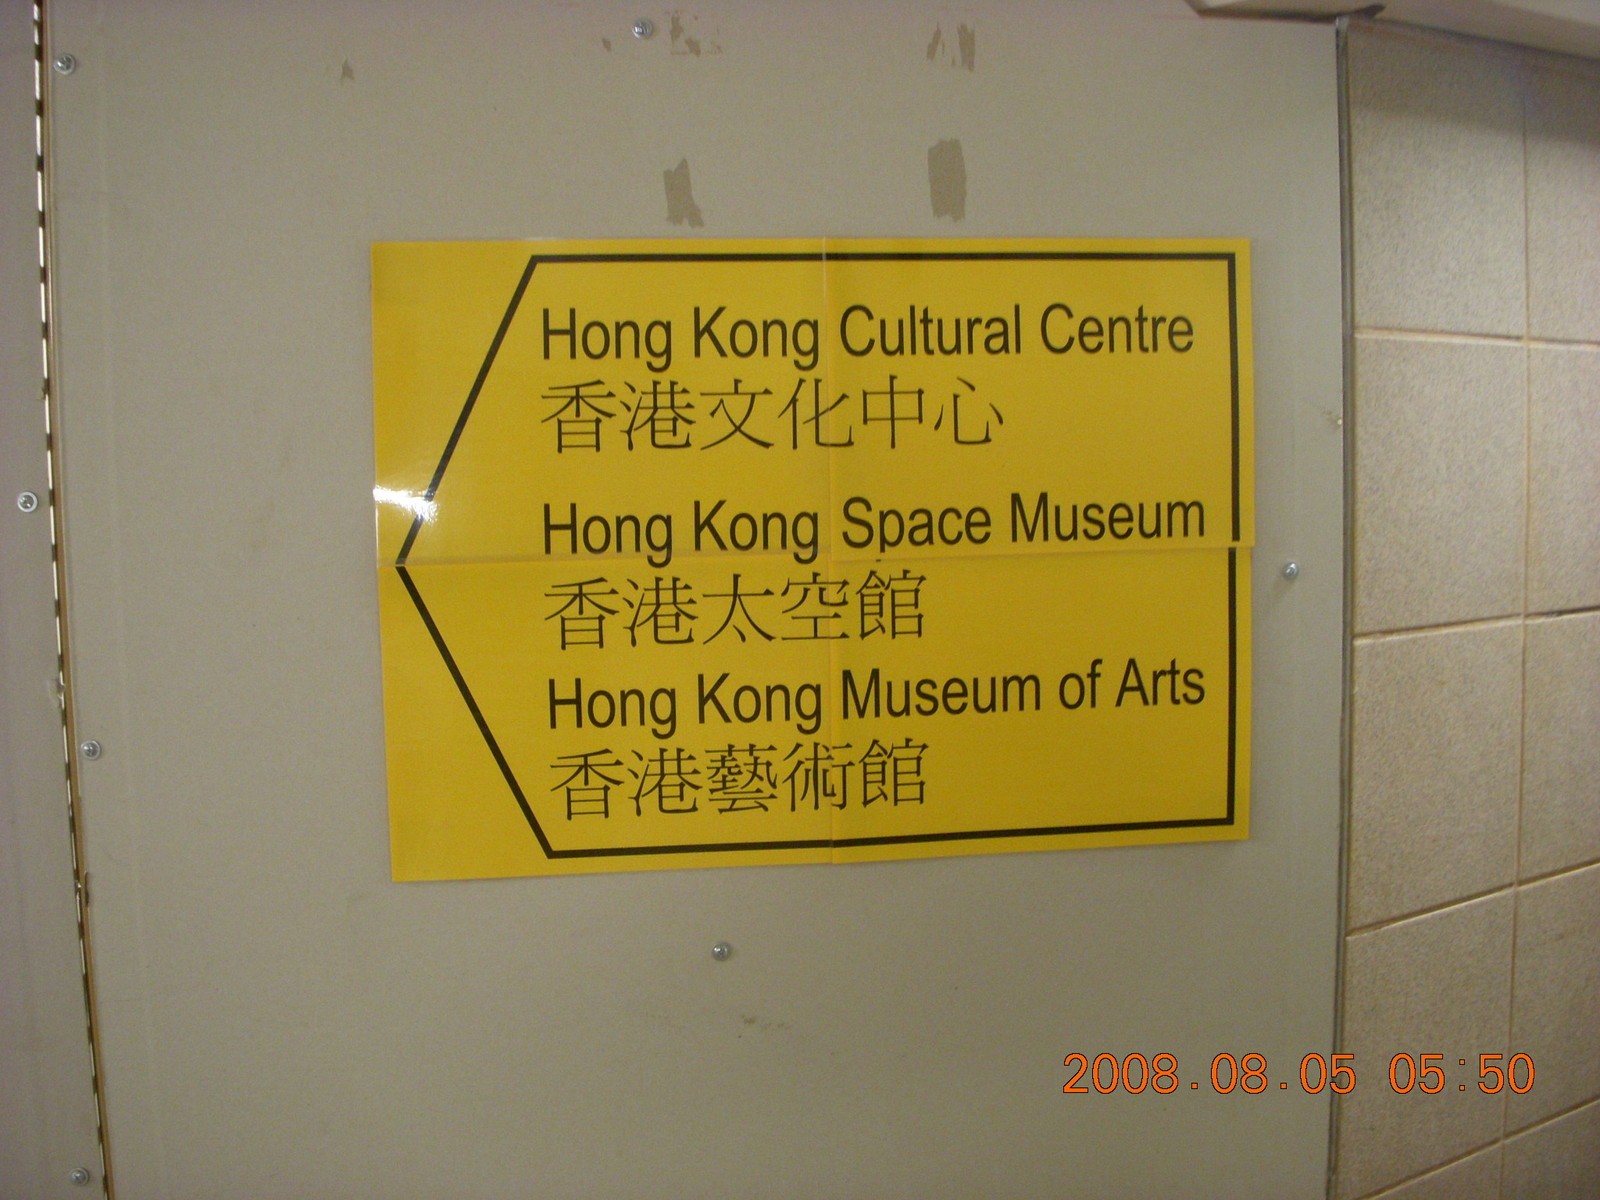 Hong Kong Cultural Centre
香港文化中心
Hong Kong Space Museum
香港太空館
Hong Kong Museum of Arts
香港藝術館
2008.08.05 05:50